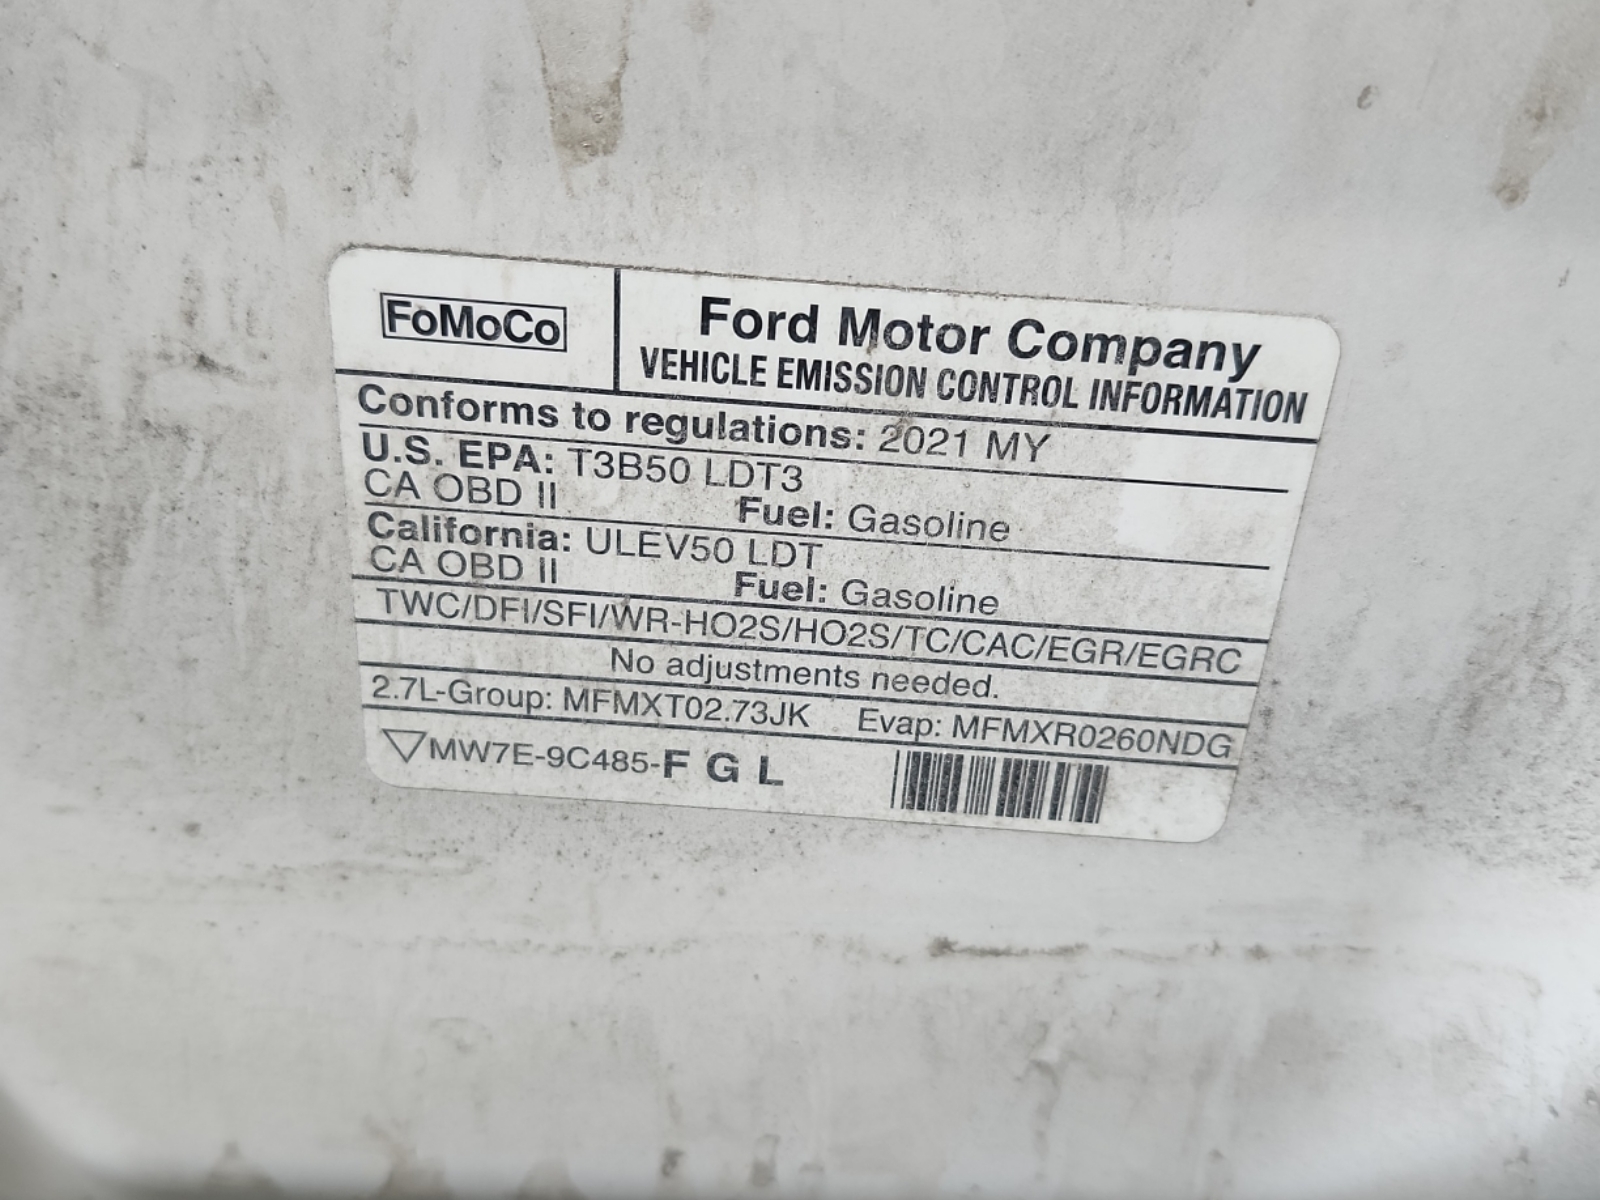 FoMoCo
Ford Motor Company
VEHICLE EMISSION CONTROL INFORMATION
Conforms to regulations: 2021 MY
U.S. EPA: T3B50 LDT3
CA OBD II Fuel: Gasoline
California: ULEV50 LDT
CA OBD II Fuel: Gasoline
TWC/DFI/SFI/WR-HO2S/HO2S/TC/CAC/EGR/EGRC
No adjustments needed.
2.7L-Group: MFMXT02.73JK Evap: MFMXR0260NDG
MW7E-9C485-F G L